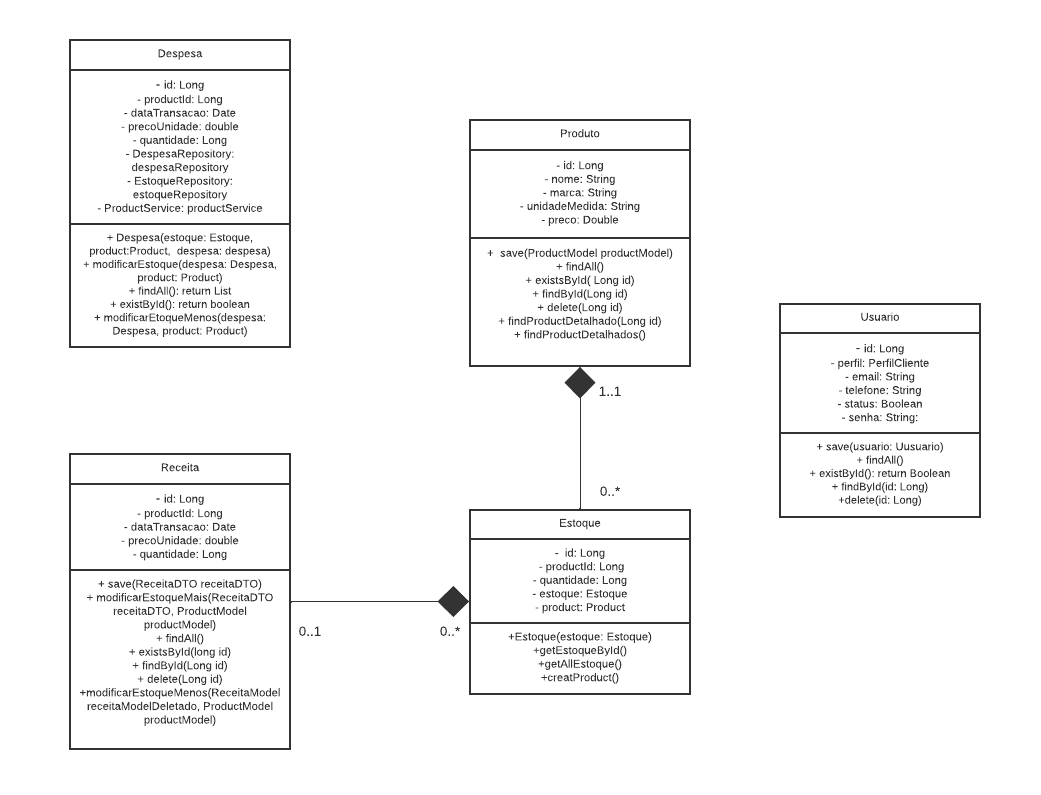 Despesa
- id: Long
- productId: Long
- dataTransacao: Date
- precoUnidade: double
- quantidade: Long
- DespesaRepository:
despesaRepository
- EstoqueRepository:
estoqueRepository
- ProductService: productService
+ Despesa(estoque: Estoque,
product:Product,  despesa: despesa)
+ modificarEstoque(despesa: Despesa,
product: Product)
+ findAll(): return List
+ existById(): return boolean
+ modificarEtoqueMenos(despesa:
Despesa, product: Product)
Produto
- id: Long
- nome: String
- marca: String
- unidadeMedida: String
- preco: Double
+  save(ProductModel productModel)
+ findAll()
+ existsById( Long id)
+ findById(Long id)
+ delete(Long id)
+ findProductDetalhado(Long id)
+ findProductDetalhados()
1..1
0..*
Usuario
- id: Long
- perfil: PerfilCliente
- email: String
- telefone: String
- status: Boolean
- senha: String:
+ save(usuario: Uusuario)
+ findAll()
+ existById(): return Boolean
+ findById(id: Long)
+delete(id: Long)
Receita
- id: Long
- productId: Long
- dataTransacao: Date
- precoUnidade: double
- quantidade: Long
+ save(ReceitaDTO receitaDTO)
+ modificarEstoqueMais(ReceitaDTO
receitaDTO, ProductModel
productModel)
+ findAll()
+ existsById(long id)
+ findById(Long id)
+ delete(Long id)
+modificarEstoqueMenos(ReceitaModel
receitaModelDeletado, ProductModel
productModel)
0..1
0..*
Estoque
-  id: Long
- productId: Long
- quantidade: Long
- estoque: Estoque
- product: Product
+Estoque(estoque: Estoque)
+getEstoqueById()
+getAllEstoque()
+creatProduct()